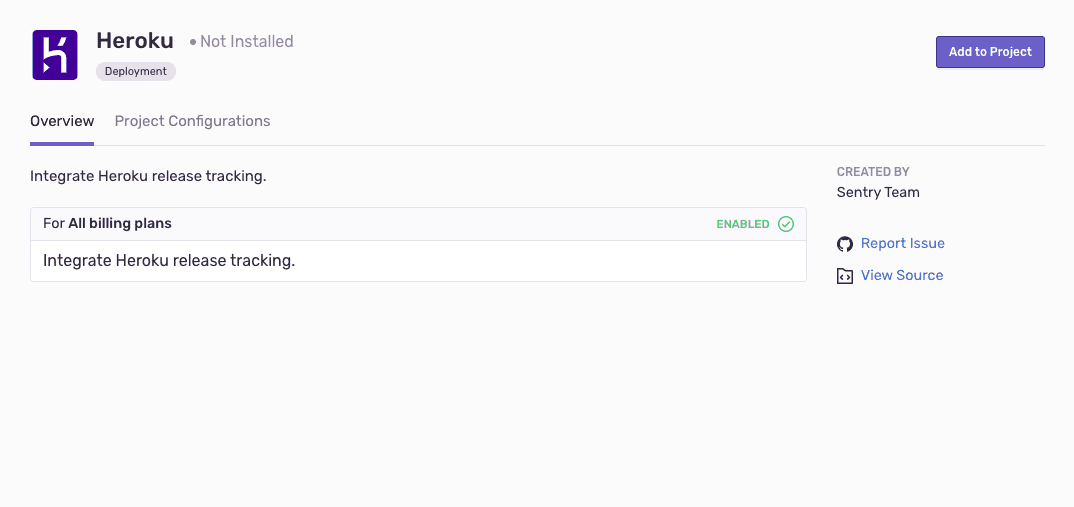 Heroku
Not Installed
Deployment
Add to Project
Overview
Project Configurations
Integrate Heroku release tracking.
For All billing plans
ENABLED
Integrate Heroku release tracking.
CREATED BY
Sentry Team
Report Issue
View Source